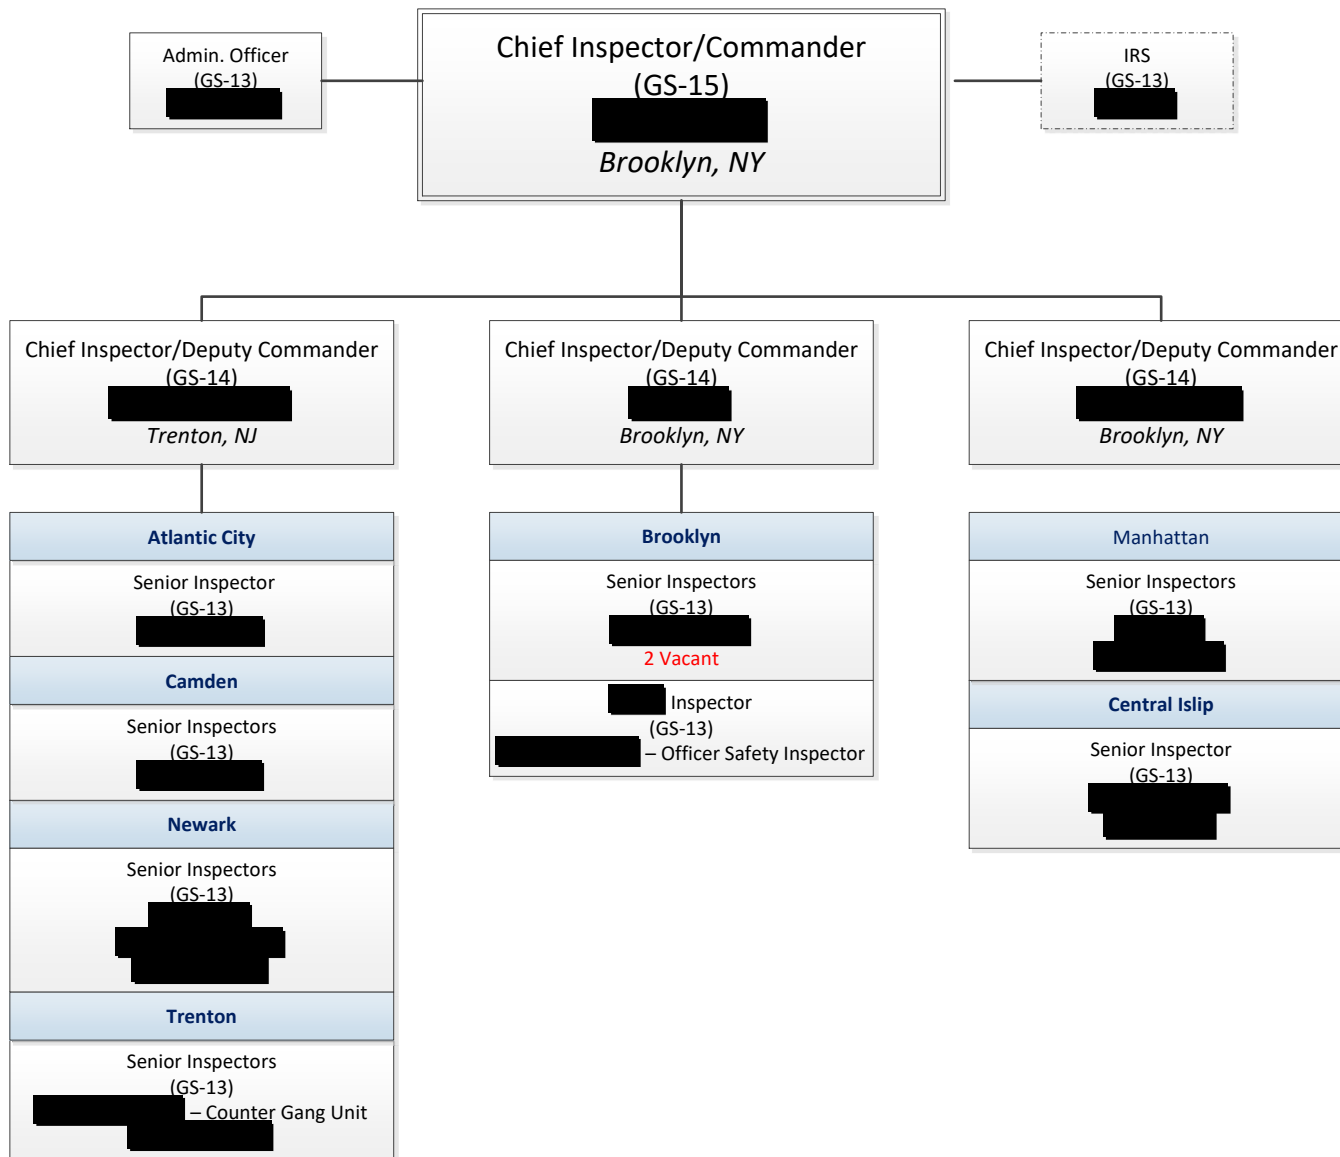 Admin. Officer
(GS-13)
Chief Inspector/Commander
(GS-15)
Brooklyn, NY
IRS
(GS-13)
Chief Inspector/Deputy Commander
(GS-14)
Trenton, NJ
Chief Inspector/Deputy Commander
(GS-14)
Brooklyn, NY
Chief Inspector/Deputy Commander
(GS-14)
Brooklyn, NY
Atlantic City
Senior Inspector
(GS-13)
Camden
Senior Inspectors
(GS-13)
Newark
Senior Inspectors
(GS-13)
Trenton
Senior Inspectors
(GS-13)
– Counter Gang Unit
Brooklyn
Senior Inspectors
(GS-13)
2 Vacant
Inspector
(GS-13)
– Officer Safety Inspector
Manhattan
Senior Inspectors
(GS-13)
Central Islip
Senior Inspector
(GS-13)